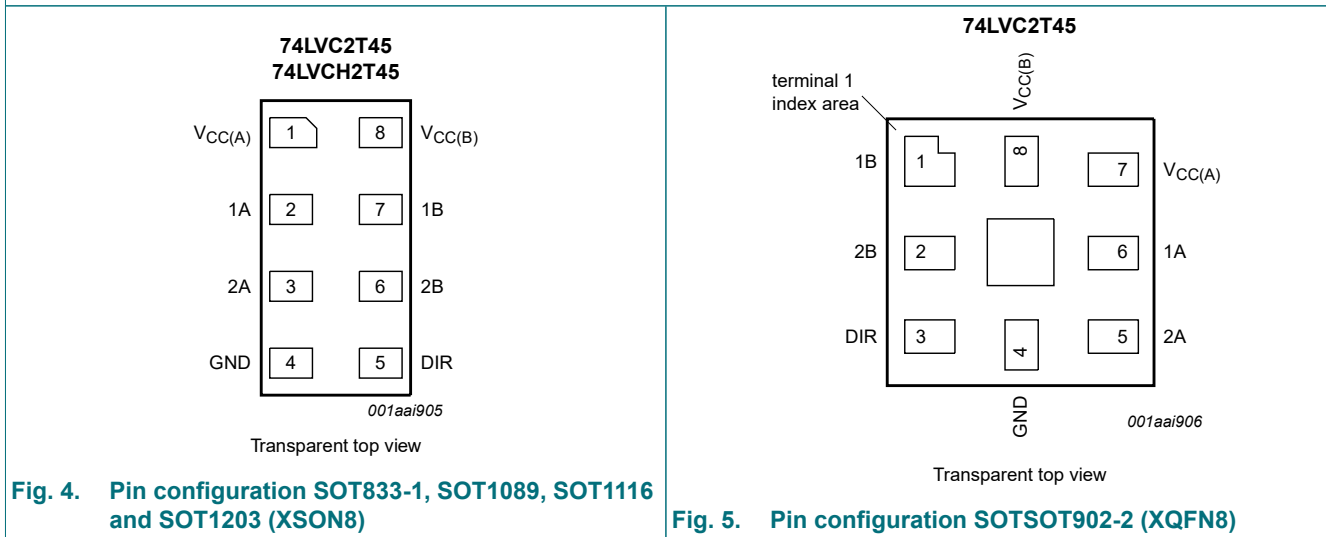 74LVC2T45
74LVCH2T45
VCC(A) 1 8 VCC(B)
1A 2 7 1B
2A 3 6 2B
GND 4 5 DIR
001aai905
Transparent top view
Fig. 4. Pin configuration SOT833-1, SOT1089, SOT1116
and SOT1203 (XSON8)
74LVC2T45
terminal 1
index area
VCC(B)
1B 1 8 7 VCC(A)
2B 2 6 1A
DIR 3 4 5 2A
GND
001aai906
Transparent top view
Fig. 5. Pin configuration SOTSOT902-2 (XQFN8)